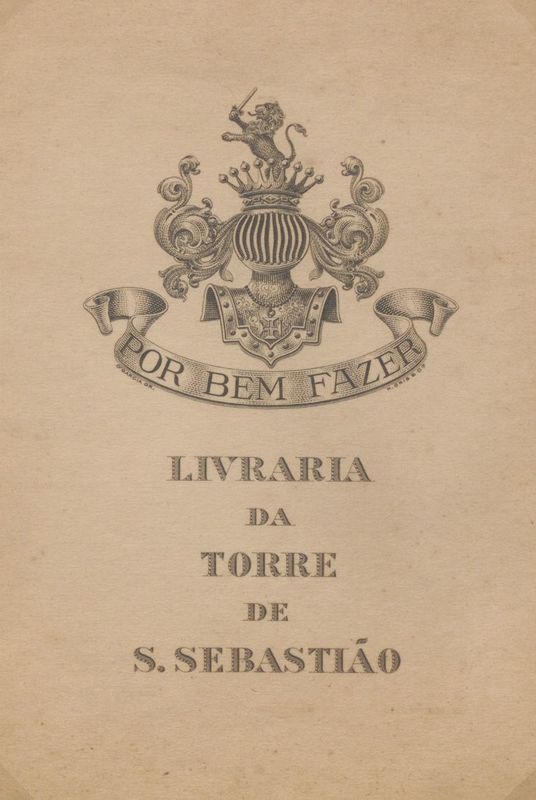 POR BEM FAZER
LIVRARIA
DA
TORRE
DE
S. SEBASTIÃO